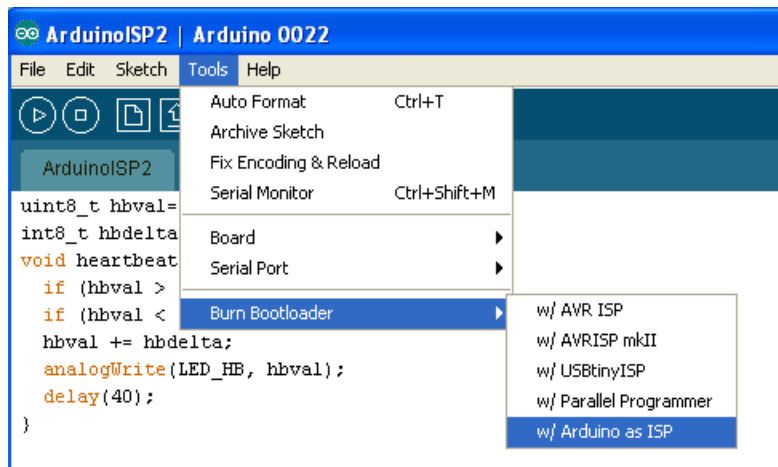 ArduinoISP2 | Arduino 0022
File Edit Sketch Tools Help
Auto Format Ctrl+T
Archive Sketch
Fix Encoding & Reload
Serial Monitor Ctrl+Shift+M
Board
Serial Port
Burn Bootloader
w/ AVR ISP
w/ AVRISP mkII
w/ USBtinyISP
w/ Parallel Programmer
w/ Arduino as ISP
ArduinoISP2
uint8_t hbval=
int8_t hbdelta
void heartbeat
if (hbval >
if (hbval <
hbval += hbdelta;
analogWrite(LED_HB, hbval);
delay(40);
}